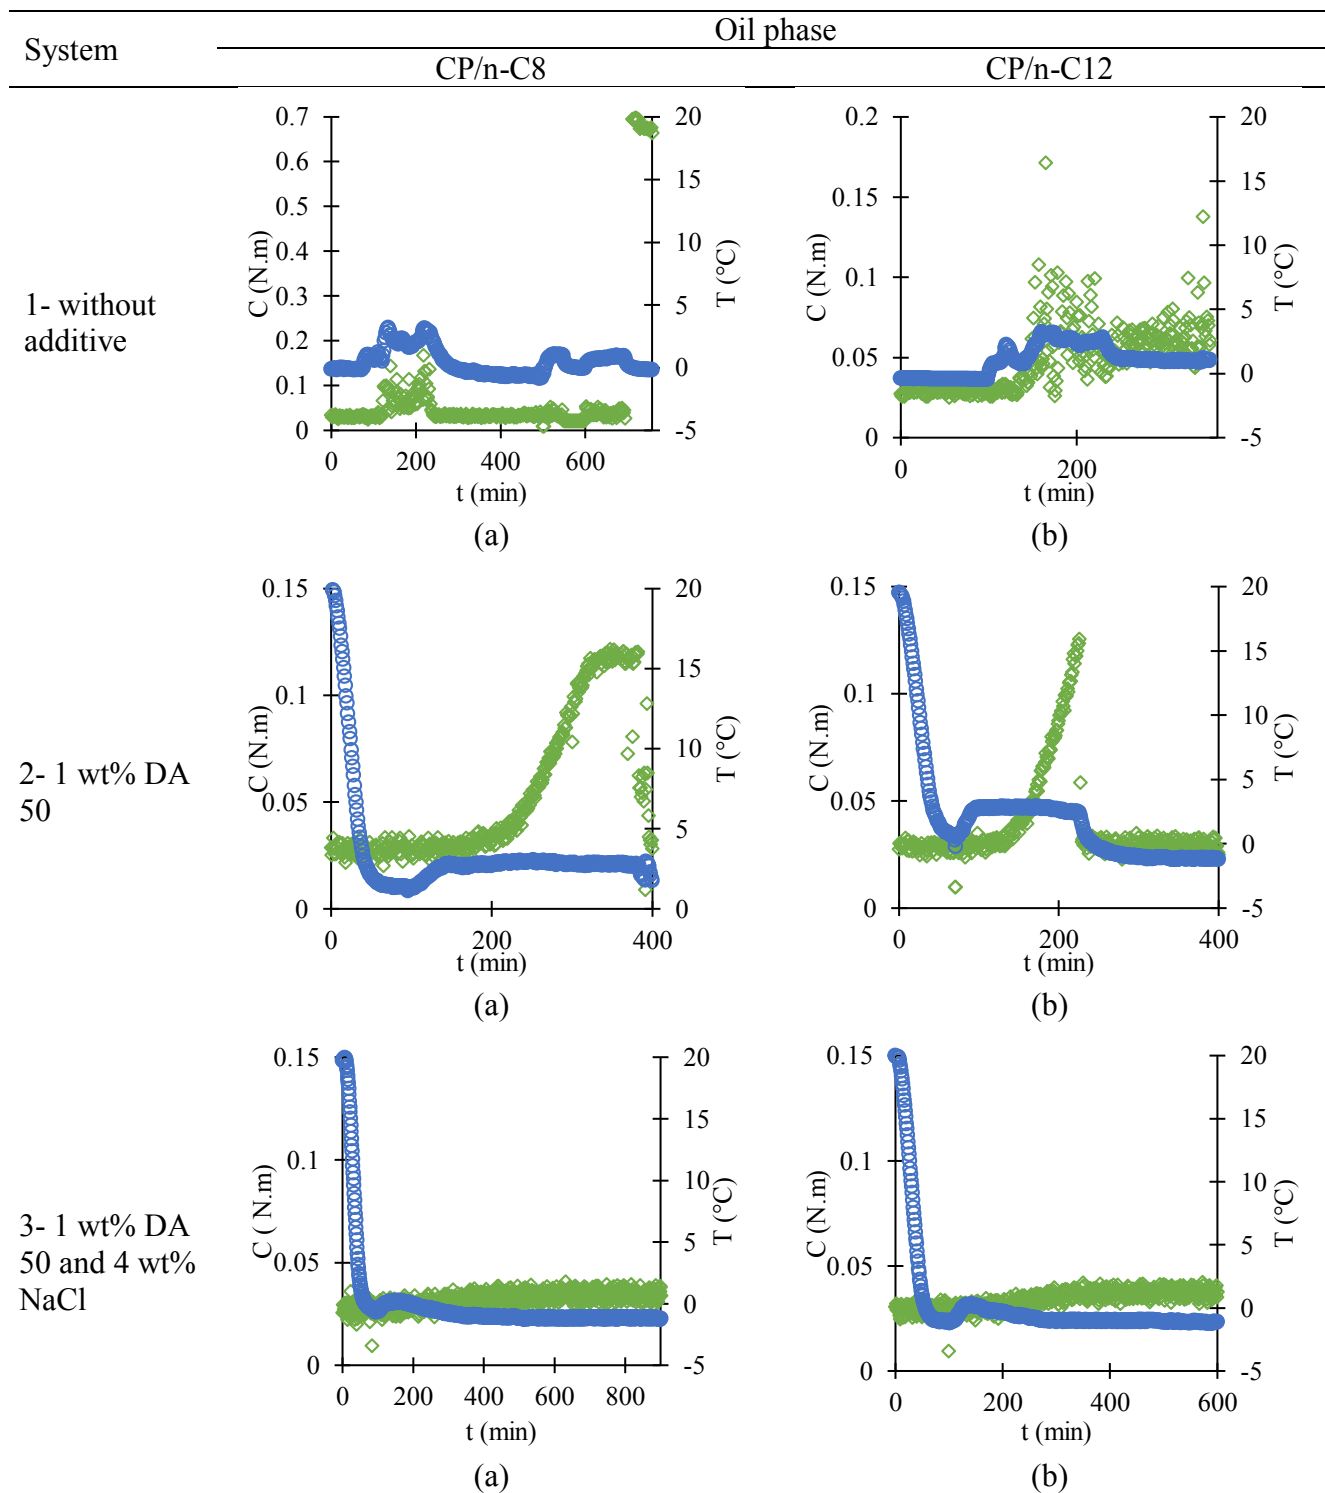 System
Oil phase
CP/n-C8
CP/n-C12
1- without
additive
0.7
0.6
0.5
0.4
0.3
0.2
0.1
0
C (N.m)
20
15
10
5
0
-5
T (°C)
0
200
400
600
t (min)
(a)
0.2
0.15
0.1
0.05
0
C (N.m)
20
15
10
5
0
-5
T (°C)
0
200
t (min)
(b)
2- 1 wt% DA
50
0.15
0.1
0.05
0
C (N.m)
20
15
10
5
0
T (°C)
0
200
400
t (min)
(a)
0.15
0.1
0.05
0
C (N.m)
20
15
10
5
0
-5
T (°C)
0
200
400
t (min)
(b)
3- 1 wt% DA
50 and 4 wt%
NaCl
0.15
0.1
0.05
0
C ( N.m)
20
15
10
5
0
-5
T (°C)
0
200
400
600
800
t (min)
(a)
0.15
0.1
0.05
0
C (N.m)
20
15
10
5
0
-5
T (°C)
0
200
400
600
t (min)
(b)